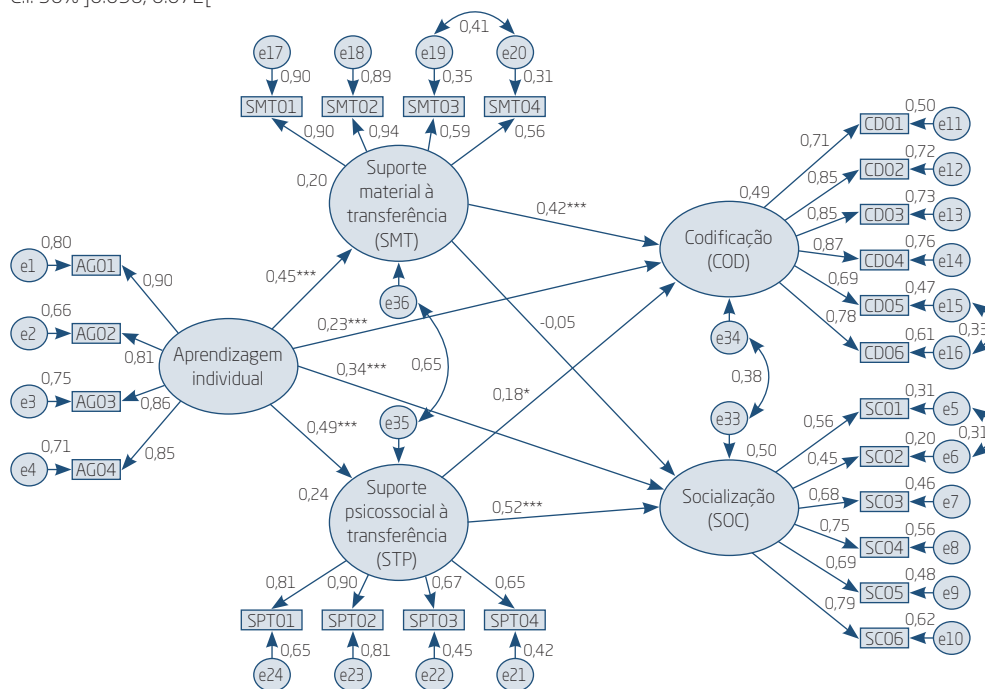 C.I. 90% ]0.050; 0.072[
0,41
e17
e18
e19
e20
0,90
0,89
0,35
0,31
SMT01
SMT02
SMT03
SMT04
0,90
0,94
0,59
0,56
0,20
Suporte
material à
transferência
(SMT)
e36
0,45***
0,42***
0,23***
-0,05
0,34***
0,65
0,18*
0,49***
0,52***
0,80
e1
AG01
0,90
0,66
e2
AG02
0,81
0,75
e3
AG03
0,86
0,71
e4
AG04
0,85
Aprendizagem
individual
e35
0,24
Suporte
psicossocial à
transferência
(STP)
0,81
0,90
0,67
0,65
SPT01
SPT02
SPT03
SPT04
0,65
0,81
0,45
0,42
e24
e23
e22
e21
0,49
Codificação
(COD)
e34
0,38
e33
0,50
Socialização
(SOC)
0,71
CD01
0,50
e11
0,85
CD02
0,72
e12
0,85
CD03
0,73
e13
0,87
CD04
0,76
e14
0,69
CD05
0,47
e15
0,78
CD06
0,61
e16
0,33
0,56
SC01
0,31
e5
0,45
SC02
0,20
e6
0,31
0,68
SC03
0,46
e7
0,75
SC04
0,56
e8
0,69
SC05
0,48
e9
0,79
SC06
0,62
e10